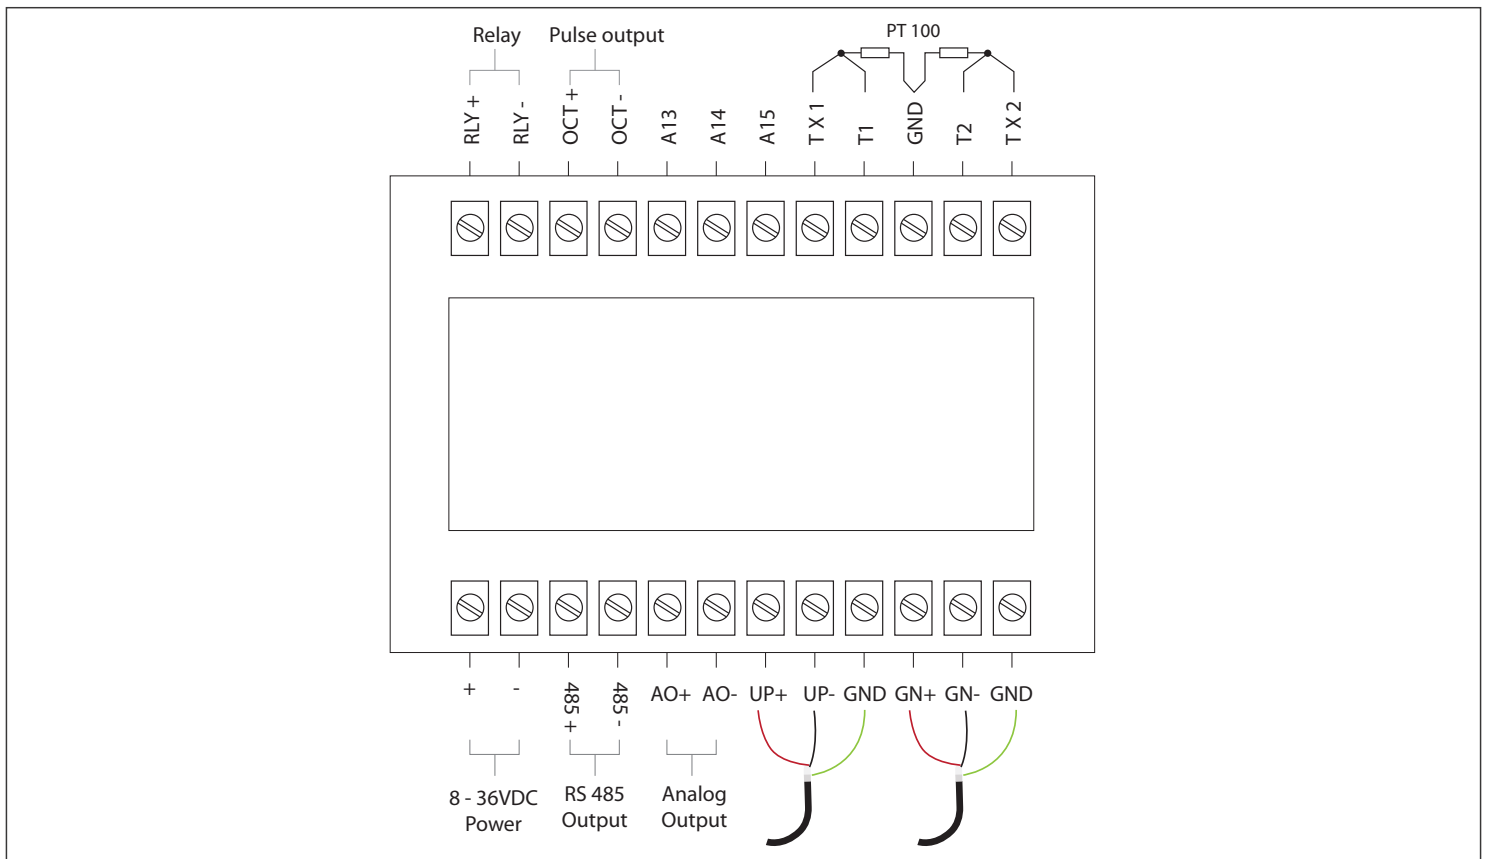 Relay Pulse output PT 100
RLY + RLY - OCT + OCT - A13 A14 A15 T X 1 T1 GND T2 T X 2
+ - 485 + 485 - AO+ AO- UP+ UP- GND GN+ GN- GND
8 - 36VDC
Power
RS 485
Output
Analog
Output